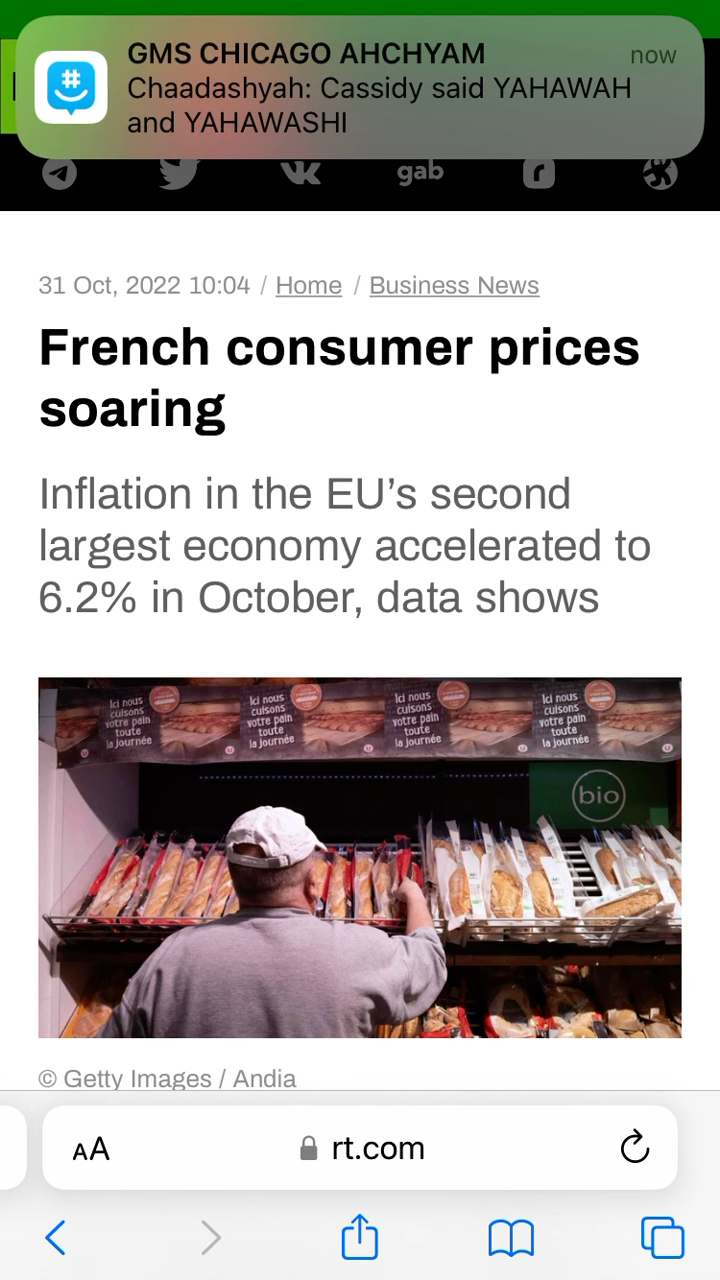 GMS CHICAGO AHCHYAM now
Chaadashyah: Cassidy said YAHAWAH
and YAHAWASHI
gab
31 Oct, 2022 10:04 / Home / Business News
French consumer prices
soaring
Inflation in the EU’s second
largest economy accelerated to
6.2% in October, data shows
Ici nous
cuisons
votre pain
toute
la journée
Ici nous
cuisons
votre pain
toute
la journée
Ici nous
cuisons
votre pain
toute
la journée
Ici nous
cuisons
votre pain
toute
la journée
bio
© Getty Images / Andia
AA rt.com